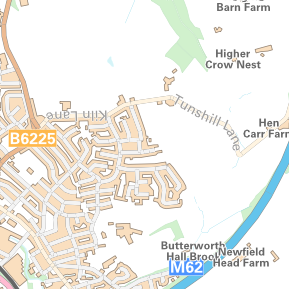 Barn Farm
Higher
Crow Nest
Tunshill Lane
Kiln Lane
Hen
Carr Farm
B6225
Butterworth
Hall Brook
Newfield
Head Farm
M62